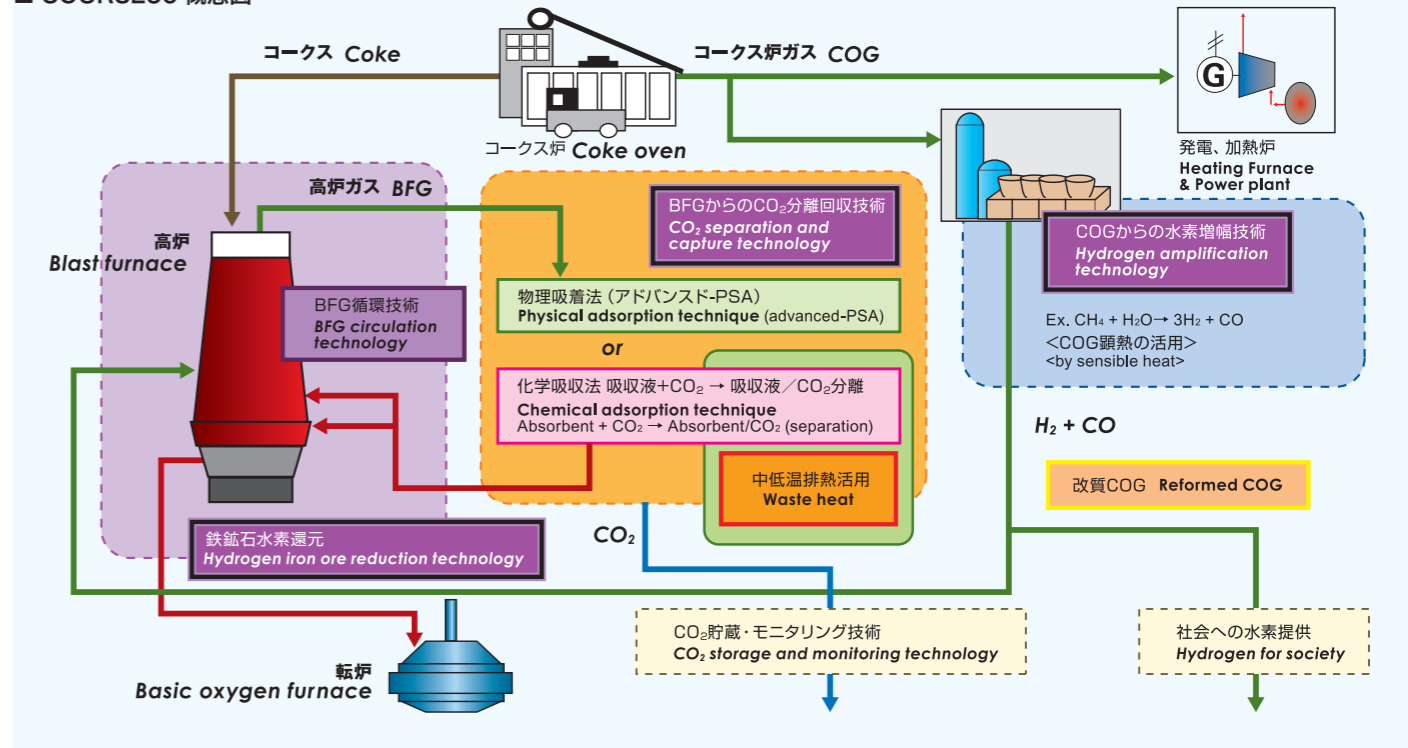 コークス Coke
コークス炉ガス COG
G
コークス炉 Coke oven
発電、加熱炉
Heating Furnace
& Power plant
高炉ガス BFG
高炉
Blast furnace
BFG循環技術
BFG circulation
technology
BFGからのCO₂分離回収技術
CO₂ separation and
capture technology
物理吸着法（アドバンスド-PSA）
Physical adsorption technique (advanced-PSA)
or
化学吸収法 吸収液+CO₂ → 吸収液／CO₂分離
Chemical adsorption technique
Absorbent + CO₂ → Absorbent/CO₂ (separation)
中低温排熱活用
Waste heat
COGからの水素増幅技術
Hydrogen amplification
technology
Ex. CH₄ + H₂O→ 3H₂ + CO
＜COG顕熱の活用＞
<by sensible heat>
H₂ + CO
改質COG Reformed COG
鉄鉱石水素還元
Hydrogen iron ore reduction technology
CO₂
転炉
Basic oxygen furnace
CO₂貯蔵・モニタリング技術
CO₂ storage and monitoring technology
社会への水素提供
Hydrogen for society